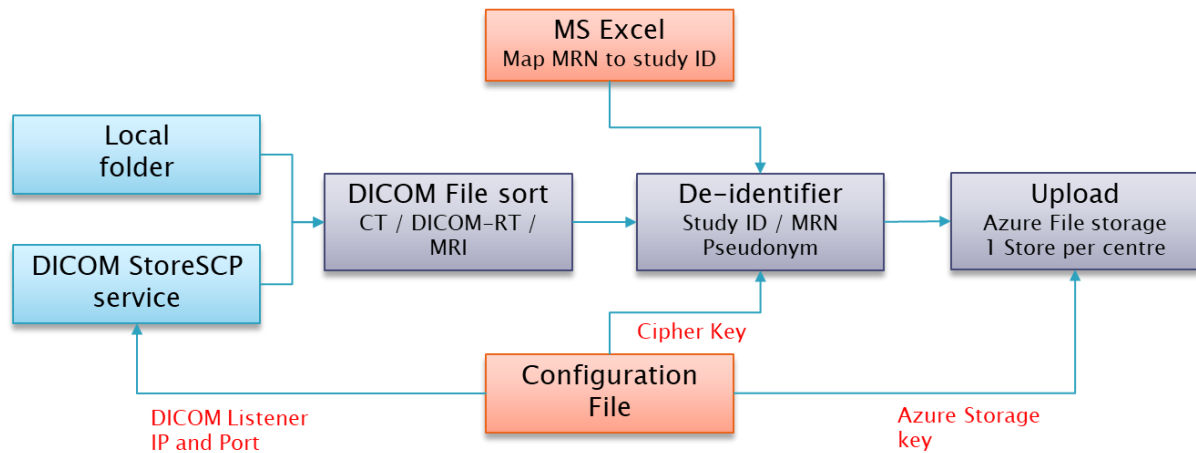 MS Excel
Map MRN to study ID
Local
folder
DICOM File sort
CT / DICOM-RT /
MRI
De-identifier
Study ID / MRN
Pseudonym
Upload
Azure File storage
1 Store per centre
DICOM StoreSCP
service
Cipher Key
Configuration
File
DICOM Listener
IP and Port
Azure Storage
key